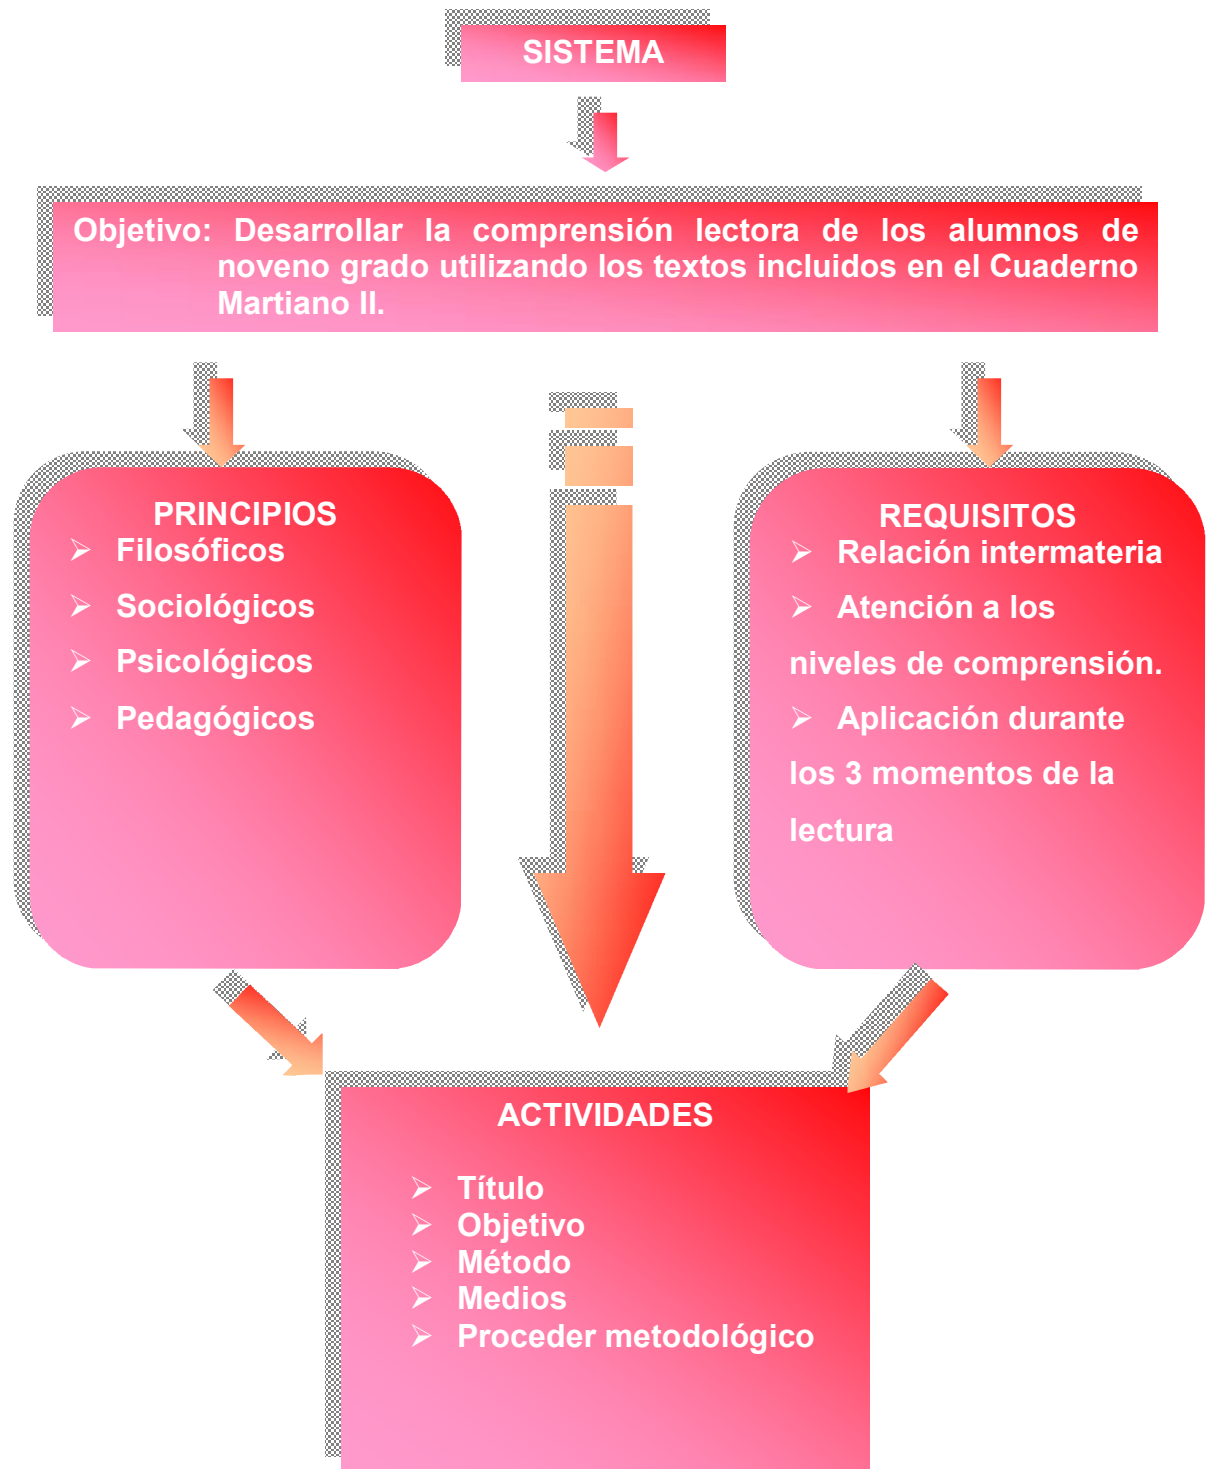 SISTEMA
Objetivo: Desarrollar la comprensión lectora de los alumnos de
noveno grado utilizando los textos incluidos en el Cuaderno
Martiano II.
PRINCIPIOS
➢ Filosóficos
➢ Sociológicos
➢ Psicológicos
➢ Pedagógicos
REQUISITOS
➢ Relación intermateria
➢ Atención a los
niveles de comprensión.
➢ Aplicación durante
los 3 momentos de la
lectura
ACTIVIDADES
➢ Título
➢ Objetivo
➢ Método
➢ Medios
➢ Proceder metodológico